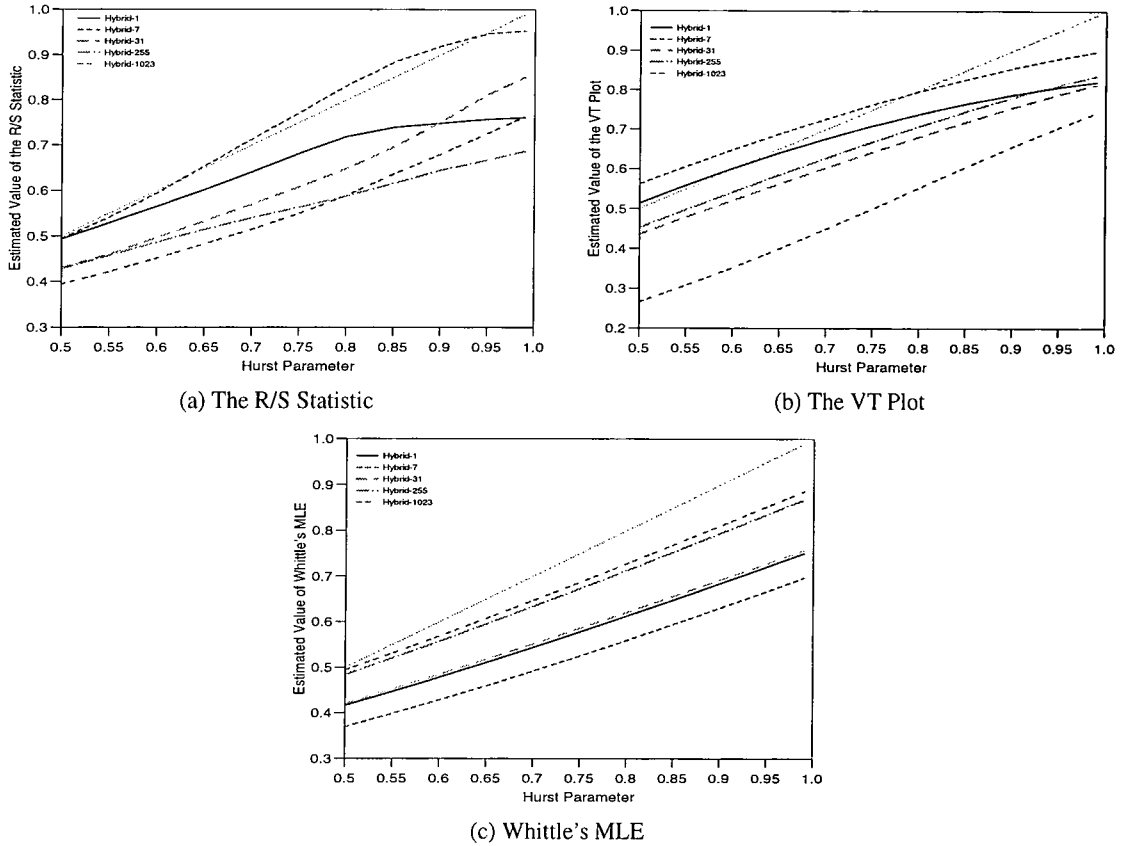 Hybrid-1
Hybrid-7
Hybrid-31
Hybrid-255
Hybrid-1023
Estimated Value of the R/S Statistic
1.0
0.9
0.8
0.7
0.6
0.5
0.4
0.3
0.5 0.55 0.6 0.65 0.7 0.75 0.8 0.85 0.9 0.95 1.0
Hurst Parameter
(a) The R/S Statistic
Hybrid-1
Hybrid-7
Hybrid-31
Hybrid-255
Hybrid-1023
Estimated Value of the VT Plot
1.0
0.9
0.8
0.7
0.6
0.5
0.4
0.3
0.2
0.5 0.55 0.6 0.65 0.7 0.75 0.8 0.85 0.9 0.95 1.0
Hurst Parameter
(b) The VT Plot
Hybrid-1
Hybrid-7
Hybrid-31
Hybrid-255
Hybrid-1023
Estimated Value of Whittle's MLE
1.0
0.9
0.8
0.7
0.6
0.5
0.4
0.3
0.5 0.55 0.6 0.65 0.7 0.75 0.8 0.85 0.9 0.95 1.0
Hurst Parameter
(c) Whittle's MLE